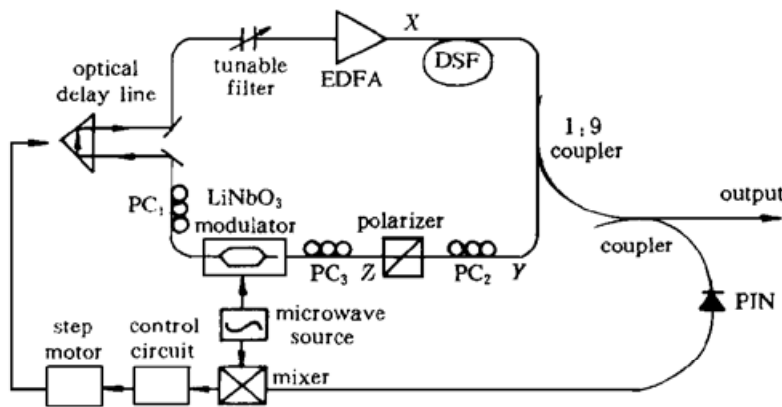 X
DSF
EDFA
tunable
filter
optical
delay line
1:9
coupler
PC₁
LiNbO₃
modulator
polarizer
output
coupler
PC₃
Z
PC₂
Y
PIN
microwave
source
step
motor
control
circuit
mixer